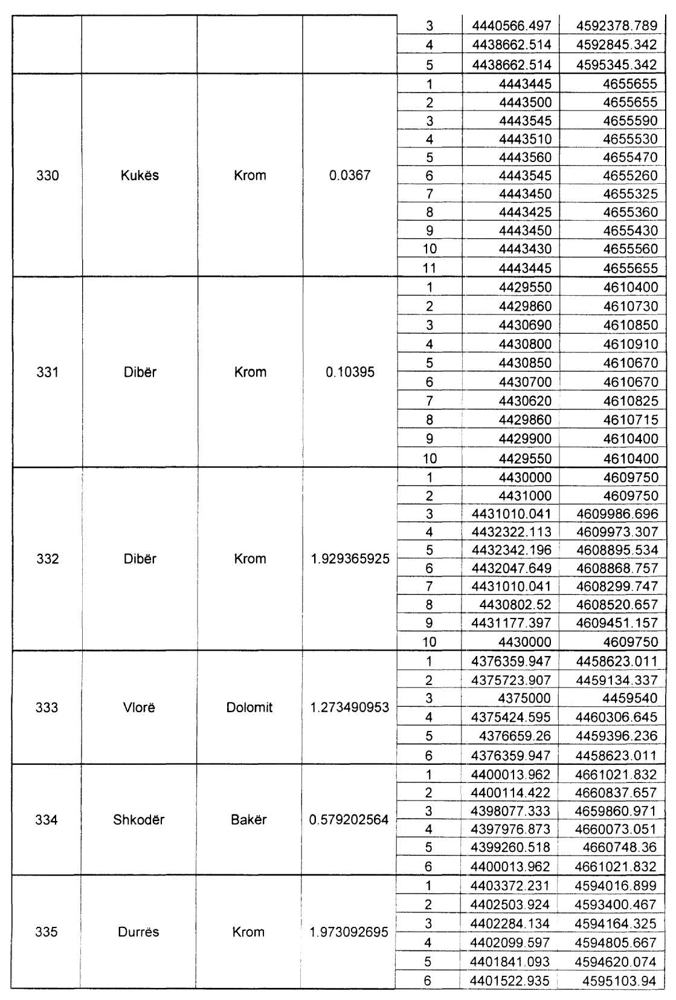 3 4440566.497 4592378.789
4 4438662.514 4592845.342
5 4438662.514 4595345.342
1 4443445 4655655
2 4443500 4655655
3 4443545 4655590
4 4443510 4655530
5 4443560 4655470
330 Kukës Krom 0.0367 6 4443545 4655260
7 4443450 4655325
8 4443425 4655360
9 4443450 4655430
10 4443430 4655560
11 4443445 4655655
1 4429550 4610400
2 4429860 4610730
3 4430690 4610850
4 4430800 4610910
5 4430850 4610670
331 Dibër Krom 0.10395 6 4430700 4610670
7 4430620 4610825
8 4429860 4610715
9 4429900 4610400
10 4429550 4610400
1 4430000 4609750
2 4431000 4609750
3 4431010.041 4609986.696
4 4432322.113 4609973.307
5 4432342.196 4608895.534
332 Dibër Krom 1.929365925 6 4432047.649 4608868.757
7 4431010.041 4608299.747
8 4430802.52 4608520.657
9 4431177.397 4609451.157
10 4430000 4609750
1 4376359.947 4458623.011
2 4375723.907 4459134.337
3 4375000 4459540
333 Vlorë Dolomit 1.273490953 4 4375424.595 4460306.645
5 4376659.26 4459396.236
6 4376359.947 4458623.011
1 4400013.962 4661021.832
2 4400114.422 4660837.657
3 4398077.333 4659860.971
334 Shkodër Bakër 0.579202564 4 4397976.873 4660073.051
5 4399260.518 4660748.36
6 4400013.962 4661021.832
1 4403372.231 4594016.899
2 4402503.924 4593400.467
3 4402284.134 4594164.325
335 Durrës Krom 1.973092695 4 4402099.597 4594805.667
5 4401841.093 4594620.074
6 4401522.935 4595103.94